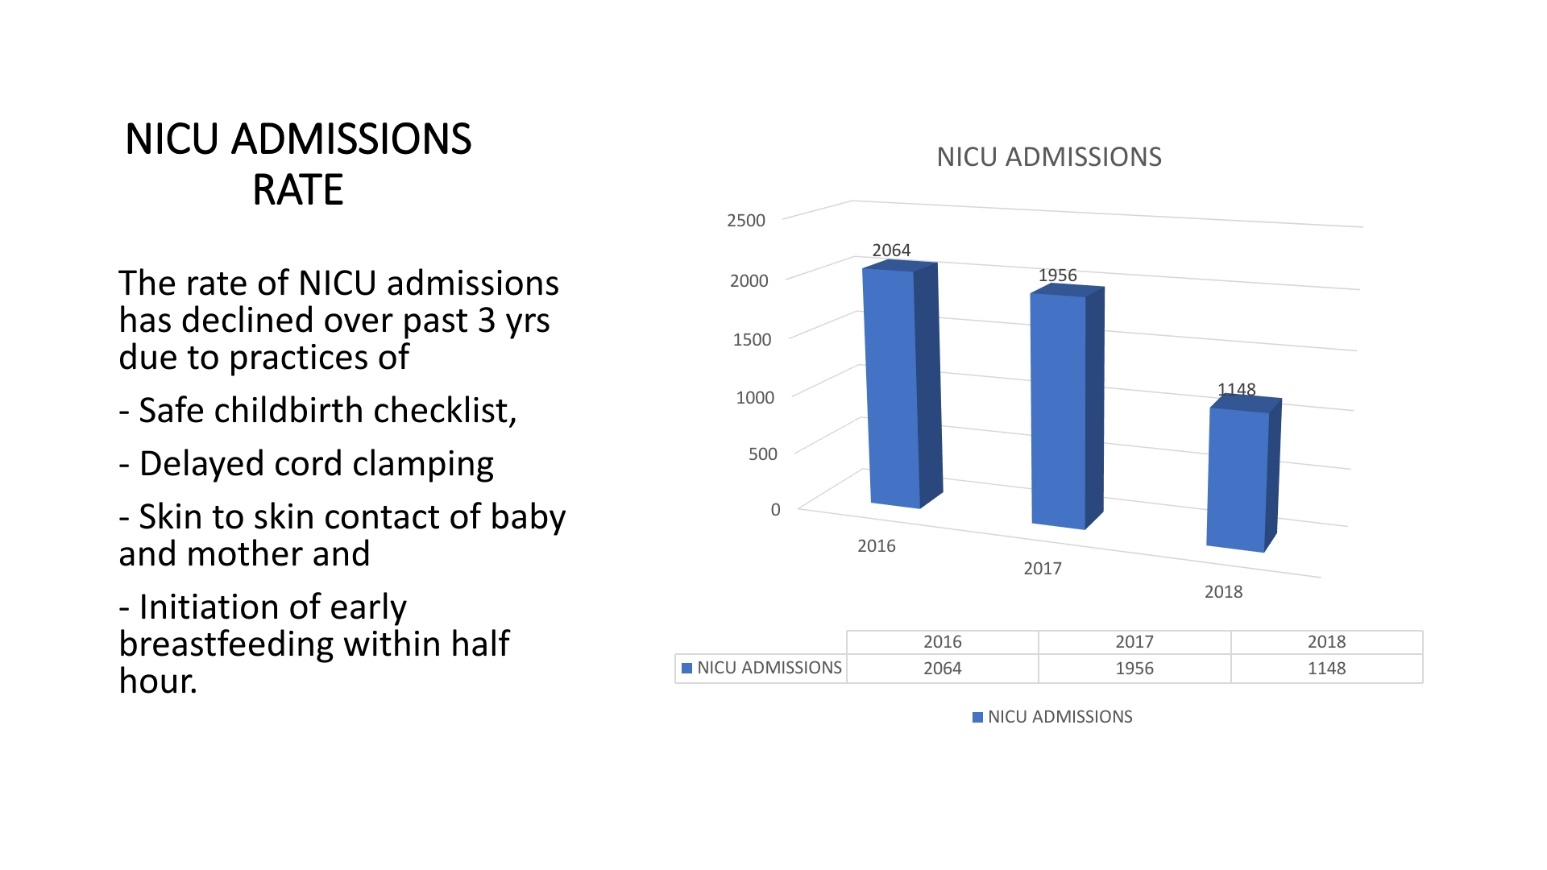 NICU ADMISSIONS
RATE
The rate of NICU admissions
has declined over past 3 yrs
due to practices of
- Safe childbirth checklist,
- Delayed cord clamping
- Skin to skin contact of baby
and mother and
- Initiation of early
breastfeeding within half
hour.
NICU ADMISSIONS
2500
2000
1500
1000
500
0
2064
1956
1148
2016
2017
2018
2016 2017 2018
NICU ADMISSIONS 2064 1956 1148
NICU ADMISSIONS